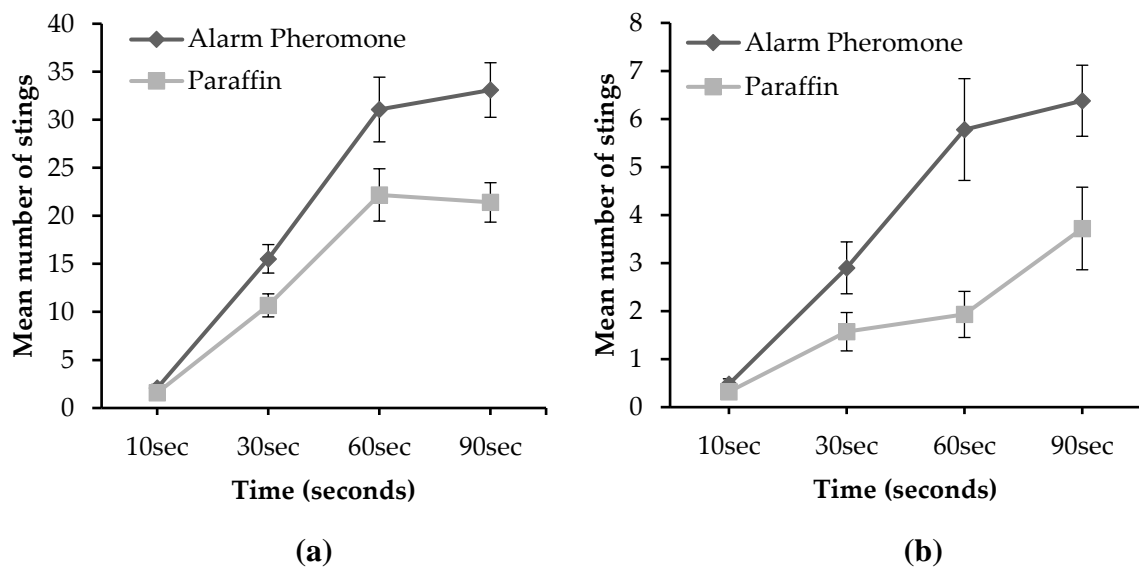 40
35
30
25
20
15
10
5
0
Mean number of stings
Alarm Pheromone
Paraffin
10sec 30sec 60sec 90sec
Time (seconds)
(a)
8
7
6
5
4
3
2
1
0
Mean number of stings
Alarm Pheromone
Paraffin
10sec 30sec 60sec 90sec
Time (seconds)
(b)